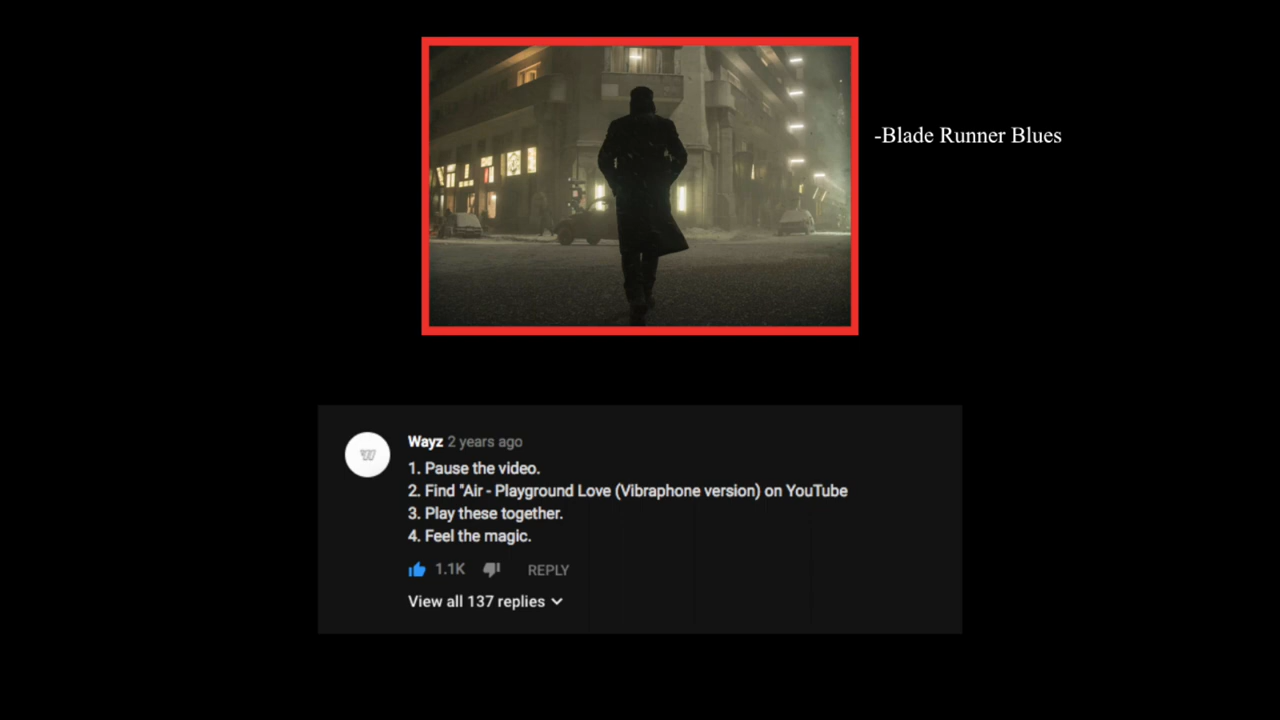 -Blade Runner Blues
Wayz 2 years ago
1. Pause the video.
2. Find "Air - Playground Love (Vibraphone version) on YouTube
3. Play these together.
4. Feel the magic.
1.1K REPLY
View all 137 replies